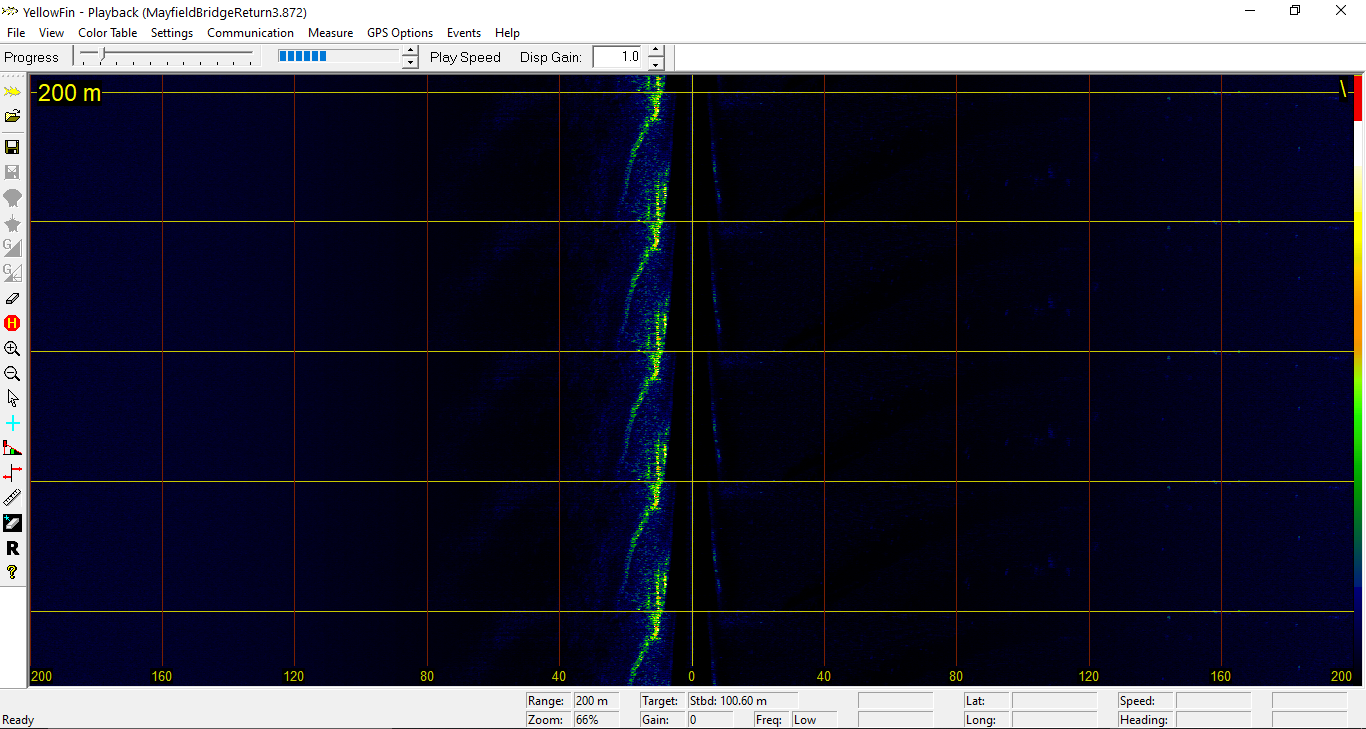 YellowFin - Playback (MayfieldBridgeReturn3.872)
File View Color Table Settings Communication Measure GPS Options Events Help
Progress Play Speed Disp Gain: 1.0
200 m \
G
G
H
R
?
200 160 120 80 40 0 40 80 120 160 200
Range: 200 m Target: Stbd: 100.60 m Lat: Speed:
Ready Zoom: 66% Gain: 0 Freq: Low Long: Heading: